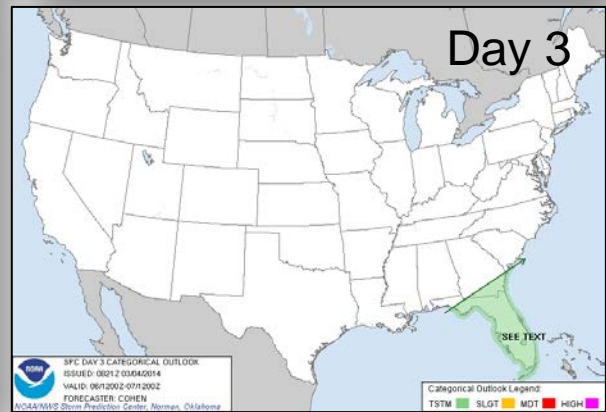 Day 3
SEE TEXT
SPC DAY 3 CATEGORICAL OUTLOOK
ISSUED: 0821Z 03/04/2014
VALID: 06/1200Z-07/1200Z
FORECASTER: COHEN
NOAA/NWS Storm Prediction Center, Norman, Oklahoma
NOAA
Categorical Outlook Legend:
TSTM SLGT MDT HIGH